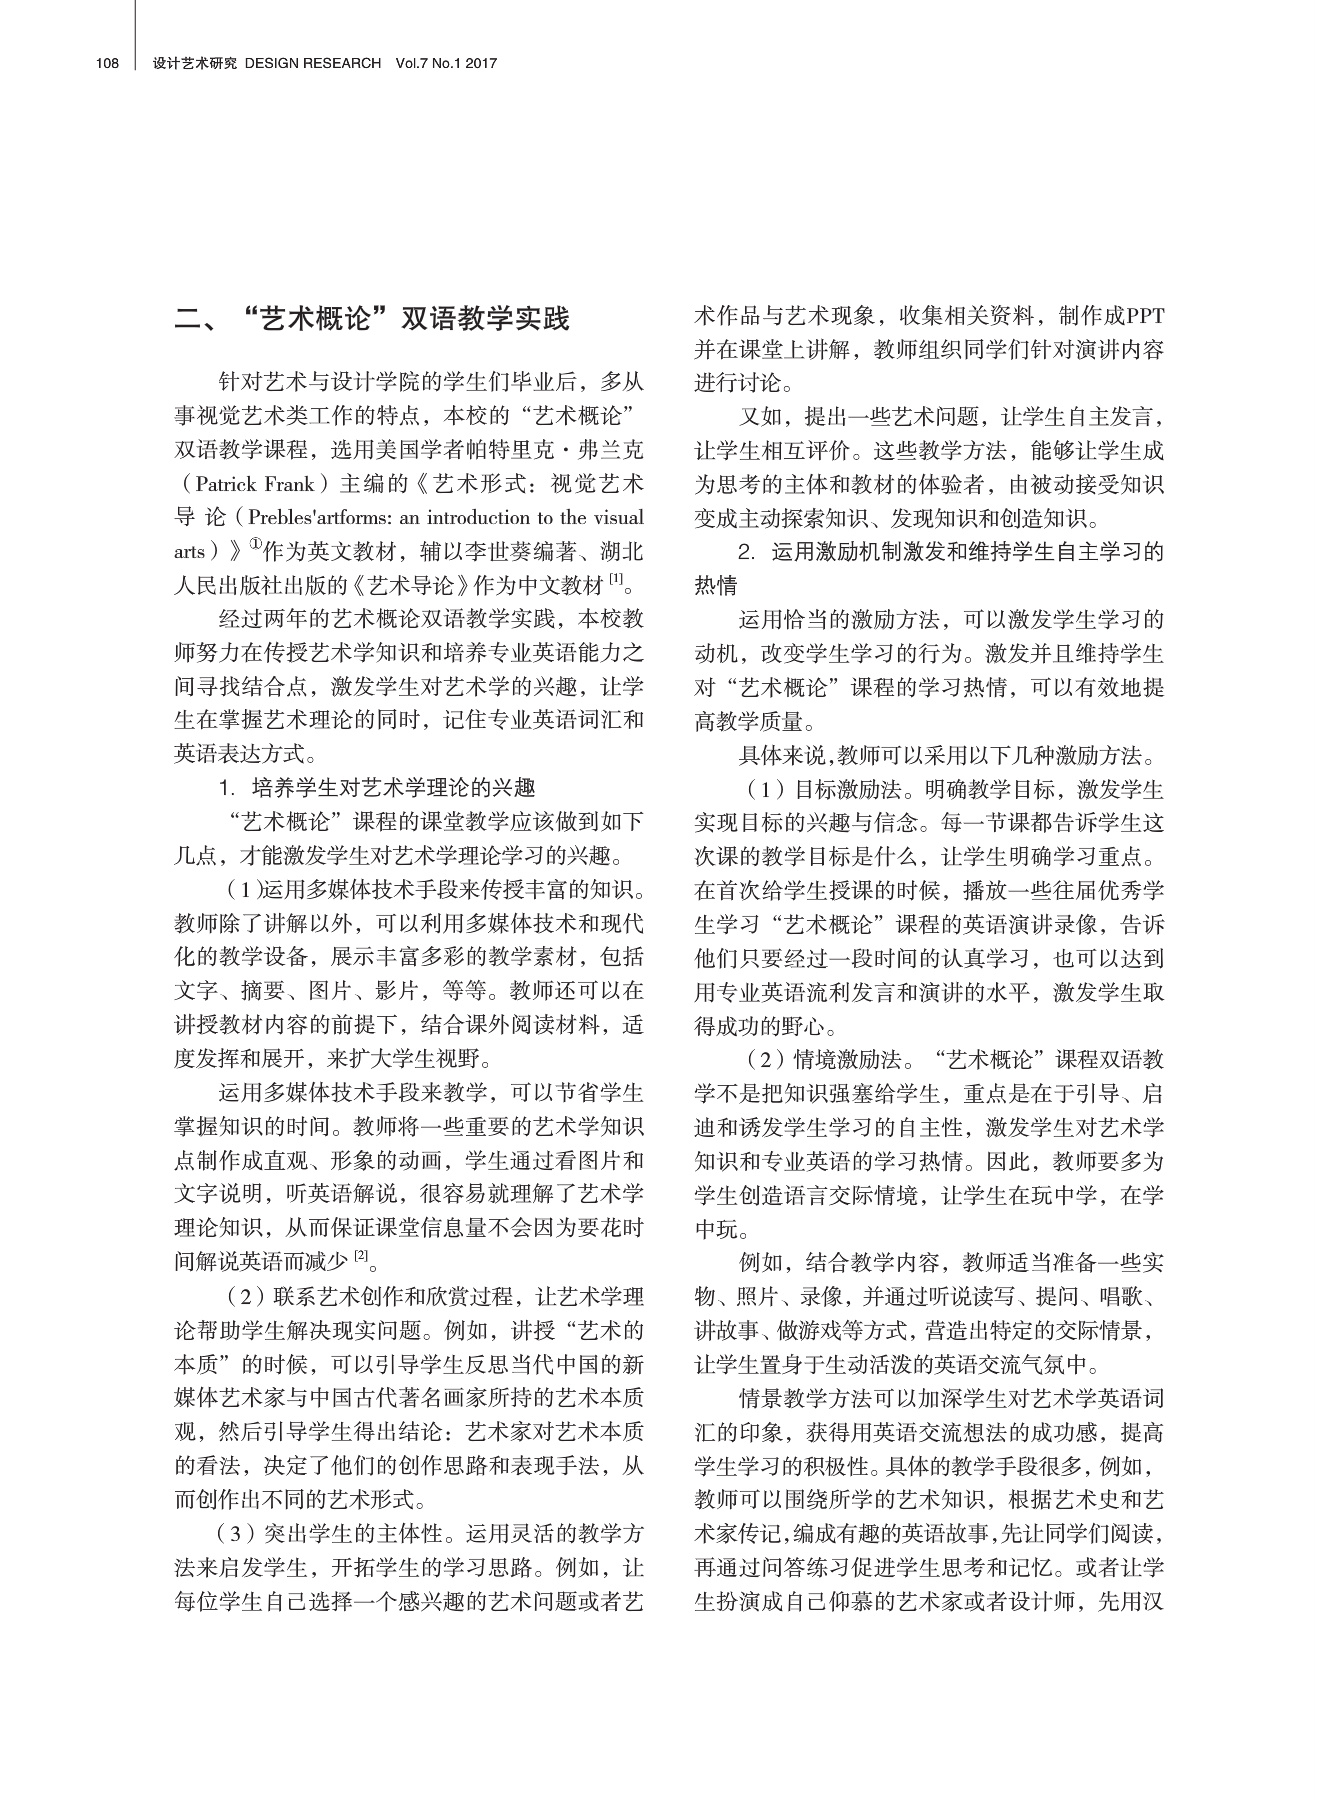 108 设计艺术研究 DESIGN RESEARCH Vol.7 No.1 2017
二、“艺术概论”双语教学实践
针对艺术与设计学院的学生们毕业后，多从
事视觉艺术类工作的特点，本校的“艺术概论”
双语教学课程，选用美国学者帕特里克·弗兰克
（Patrick Frank）主编的《艺术形式：视觉艺术
导 论（Prebles'artforms: an introduction to the visual
arts）》①作为英文教材，辅以李世葵编著、湖北
人民出版社出版的《艺术导论》作为中文教材 [1]。
经过两年的艺术概论双语教学实践，本校教
师努力在传授艺术学知识和培养专业英语能力之
间寻找结合点，激发学生对艺术学的兴趣，让学
生在掌握艺术理论的同时，记住专业英语词汇和
英语表达方式。
1. 培养学生对艺术学理论的兴趣
“艺术概论”课程的课堂教学应该做到如下
几点，才能激发学生对艺术学理论学习的兴趣。
（1）运用多媒体技术手段来传授丰富的知识。
教师除了讲解以外，可以利用多媒体技术和现代
化的教学设备，展示丰富多彩的教学素材，包括
文字、摘要、图片、影片，等等。教师还可以在
讲授教材内容的前提下，结合课外阅读材料，适
度发挥和展开，来扩大学生视野。
运用多媒体技术手段来教学，可以节省学生
掌握知识的时间。教师将一些重要的艺术学知识
点制作成直观、形象的动画，学生通过看图片和
文字说明，听英语解说，很容易就理解了艺术学
理论知识，从而保证课堂信息量不会因为要花时
间解说英语而减少 [2]。
（2）联系艺术创作和欣赏过程，让艺术学理
论帮助学生解决现实问题。例如，讲授“艺术的
本质”的时候，可以引导学生反思当代中国的新
媒体艺术家与中国古代著名画家所持的艺术本质
观，然后引导学生得出结论：艺术家对艺术本质
的看法，决定了他们的创作思路和表现手法，从
而创作出不同的艺术形式。
（3）突出学生的主体性。运用灵活的教学方
法来启发学生，开拓学生的学习思路。例如，让
每位学生自己选择一个感兴趣的艺术问题或者艺
术作品与艺术现象，收集相关资料，制作成PPT
并在课堂上讲解，教师组织同学们针对演讲内容
进行讨论。
又如，提出一些艺术问题，让学生自主发言，
让学生相互评价。这些教学方法，能够让学生成
为思考的主体和教材的体验者，由被动接受知识
变成主动探索知识、发现知识和创造知识。
2. 运用激励机制激发和维持学生自主学习的
热情
运用恰当的激励方法，可以激发学生学习的
动机，改变学生学习的行为。激发并且维持学生
对“艺术概论”课程的学习热情，可以有效地提
高教学质量。
具体来说，教师可以采用以下几种激励方法。
（1）目标激励法。明确教学目标，激发学生
实现目标的兴趣与信念。每一节课都告诉学生这
次课的教学目标是什么，让学生明确学习重点。
在首次给学生授课的时候，播放一些往届优秀学
生学习“艺术概论”课程的英语演讲录像，告诉
他们只要经过一段时间的认真学习，也可以达到
用专业英语流利发言和演讲的水平，激发学生取
得成功的野心。
（2）情境激励法。“艺术概论”课程双语教
学不是把知识强塞给学生，重点是在于引导、启
迪和诱发学生学习的自主性，激发学生对艺术学
知识和专业英语的学习热情。因此，教师要多为
学生创造语言交际情境，让学生在玩中学，在学
中玩。
例如，结合教学内容，教师适当准备一些实
物、照片、录像，并通过听说读写、提问、唱歌、
讲故事、做游戏等方式，营造出特定的交际情景，
让学生置身于生动活泼的英语交流气氛中。
情景教学方法可以加深学生对艺术学英语词
汇的印象，获得用英语交流想法的成功感，提高
学生学习的积极性。具体的教学手段很多，例如，
教师可以围绕所学的艺术知识，根据艺术史和艺
术家传记，编成有趣的英语故事，先让同学们阅读，
再通过问答练习促进学生思考和记忆。或者让学
生扮演成自己仰慕的艺术家或者设计师，先用汉